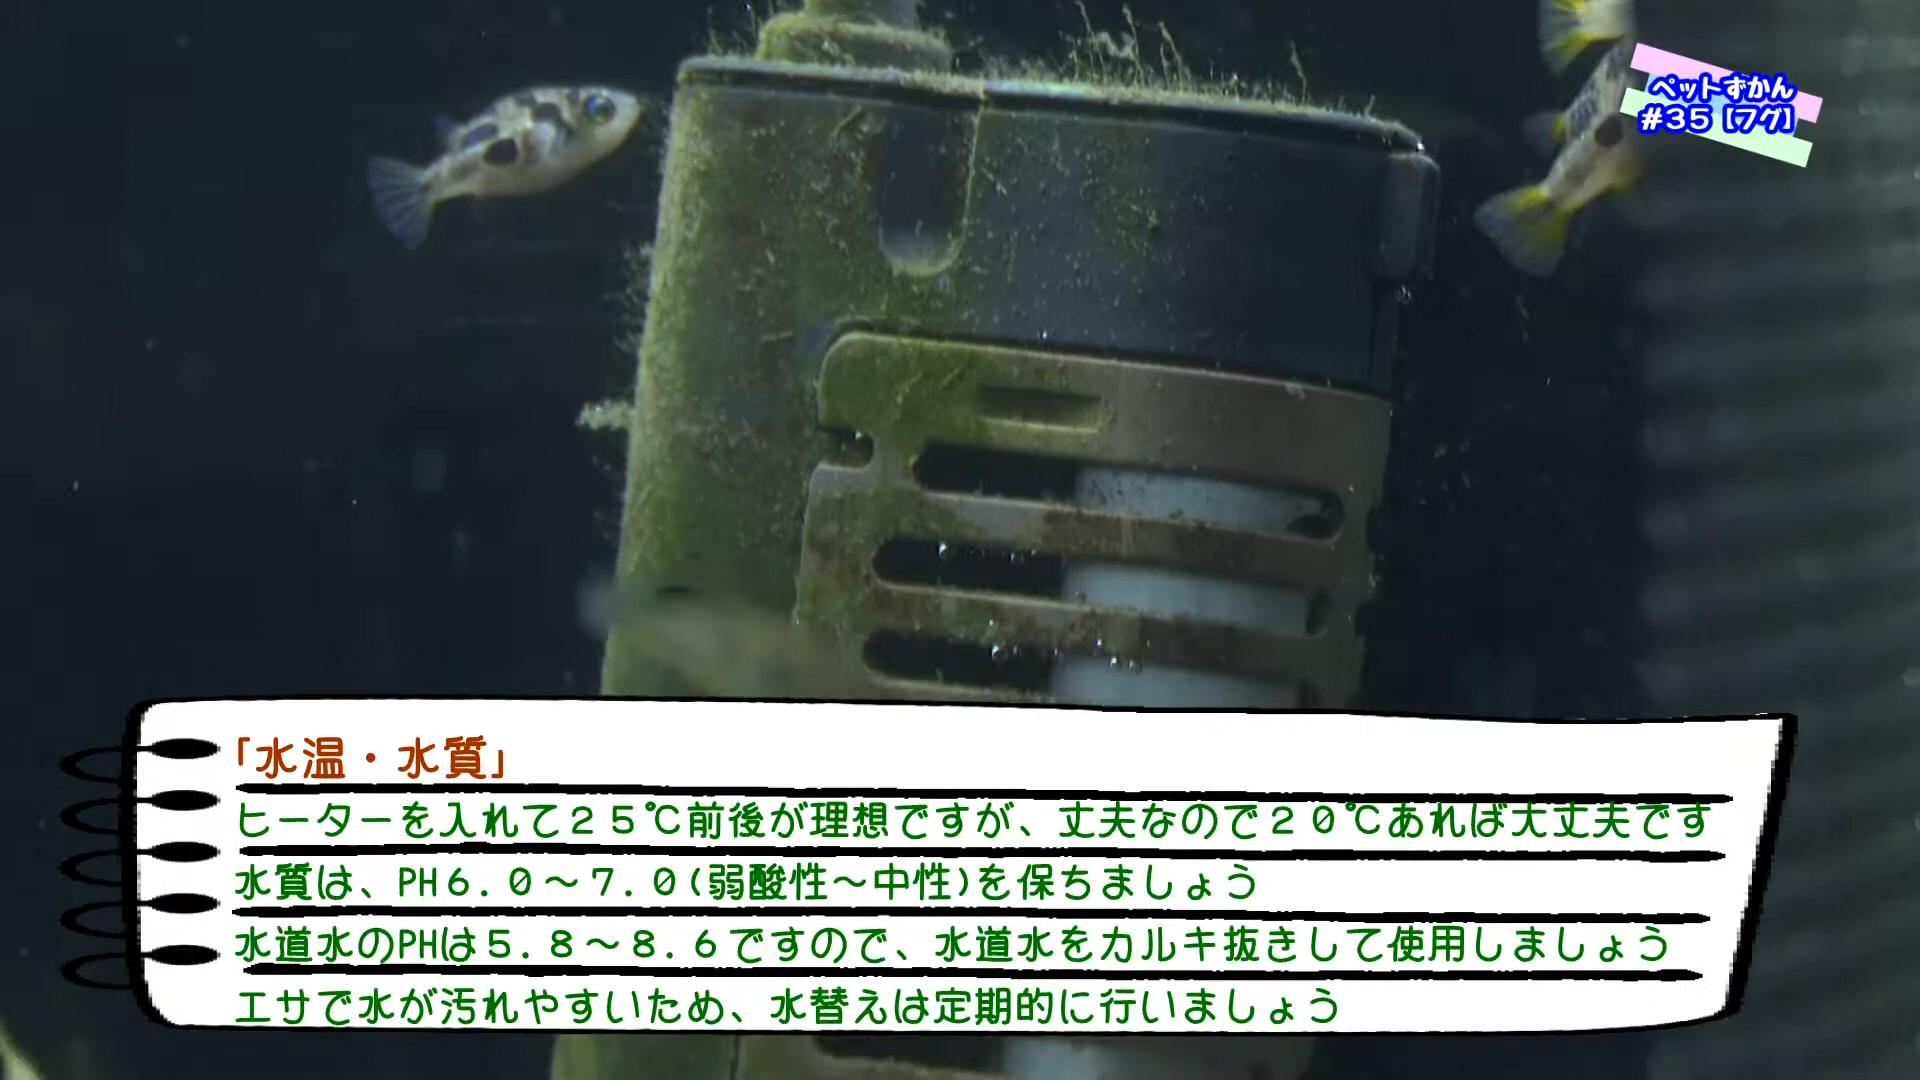 ペットずかん
#35【フグ】
「水温・水質」
ヒーターを入れて25℃前後が理想ですが、丈夫なので20℃あれば大丈夫です
水質は、PH6.0～7.0(弱酸性～中性)を保ちましょう
水道水のPHは5.8～8.6ですので、水道水をカルキ抜きして使用しましょう
エサで水が汚れやすいため、水替えは定期的に行いましょう